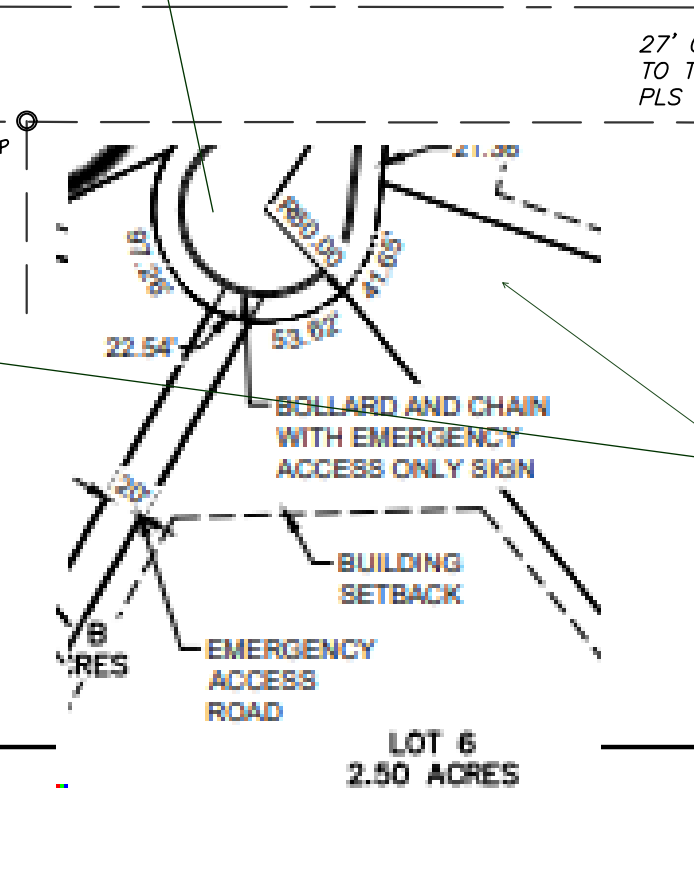 27'
TO T
PLS
P
21.36
R60.00
97.26'
41.65'
53.62'
22.54'
BOLLARD AND CHAIN
WITH EMERGENCY
ACCESS ONLY SIGN
20'
BUILDING
SETBACK
B
RES
EMERGENCY
ACCESS
ROAD
LOT 6
2.50 ACRES